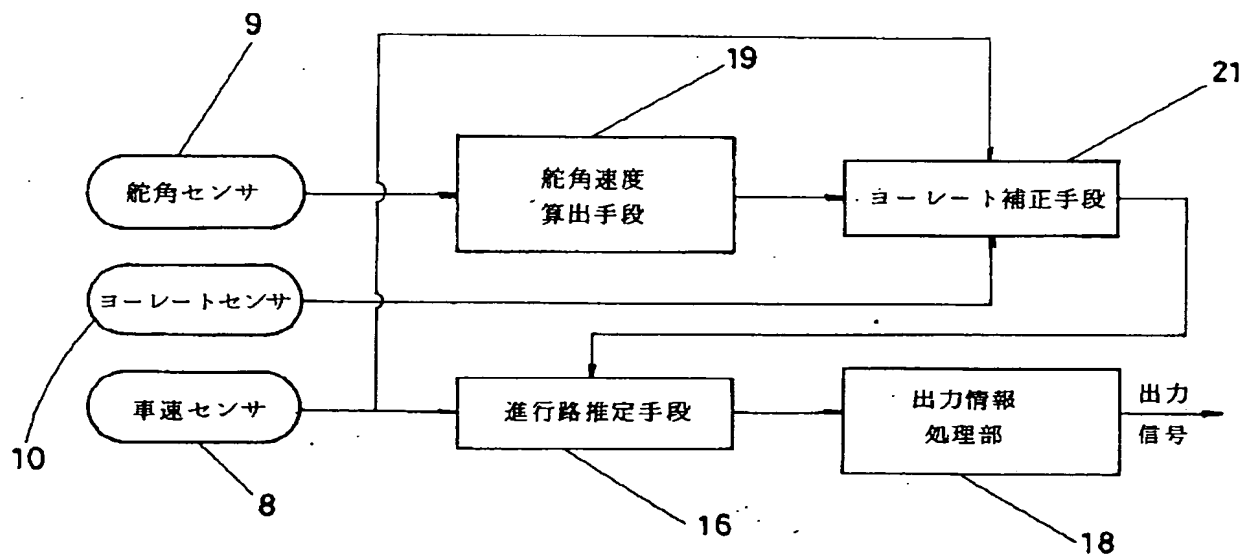 9
19
21
舵角センサ
舵角速度
算出手段
ヨーレート補正手段
ヨーレートセンサ
車速センサ
進行路推定手段
出力情報
処理部
出力
信号
10
8
16
18